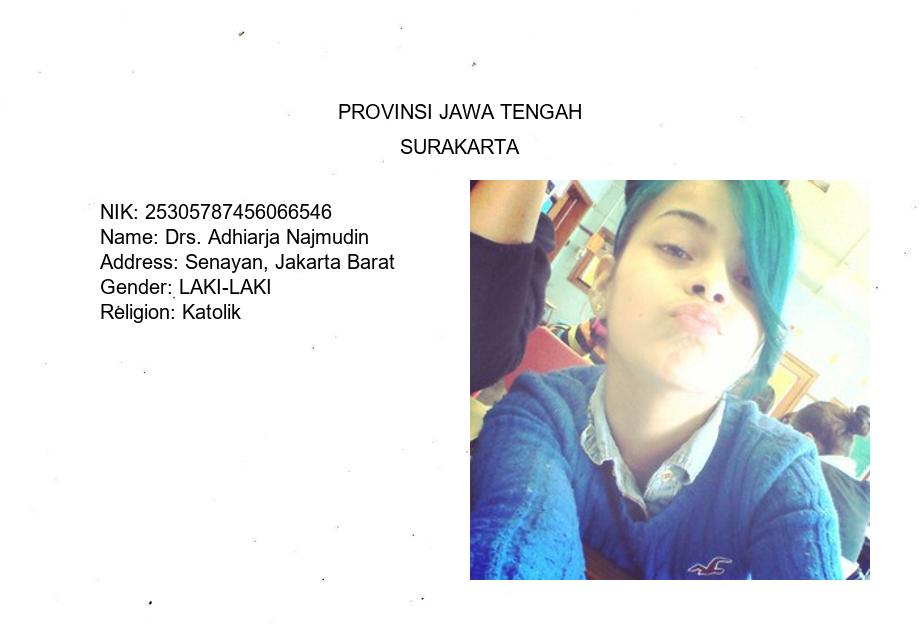 PROVINSI JAWA TENGAH
SURAKARTA
NIK: 25305787456066546
Name: Drs. Adhiarja Najmudin
Address: Senayan, Jakarta Barat
Gender: LAKI-LAKI
Religion: Katolik